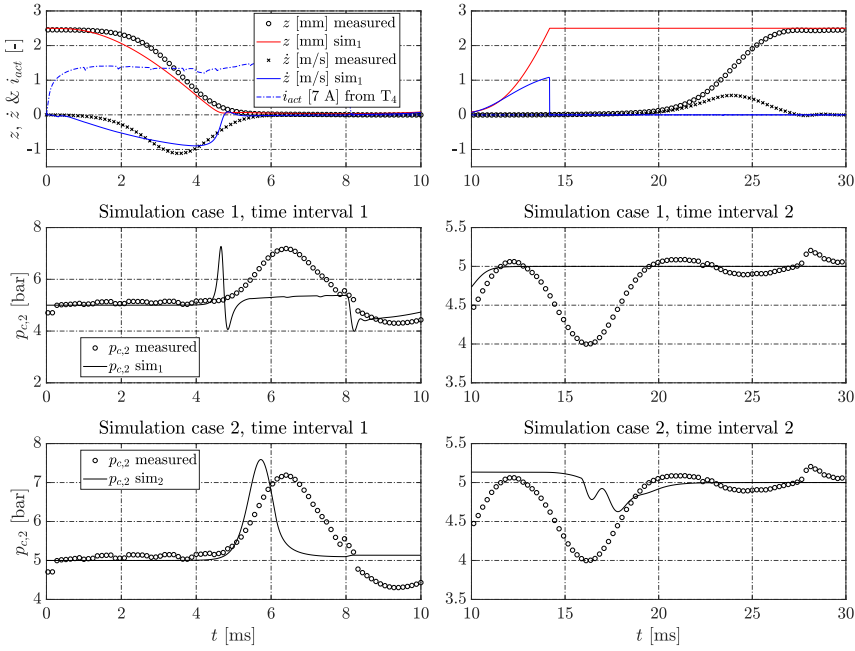 3
2
1
0
-1
z, ż & i_act [-]
z [mm] measured
z [mm] sim₁
ż [m/s] measured
ż [m/s] sim₁
i_act [7 A] from T₄
0 2 4 6 8 10
3
2
1
0
-1
10 15 20 25 30
Simulation case 1, time interval 1
8
6
4
2
p_c,2 [bar]
p_c,2 measured
p_c,2 sim₁
0 2 4 6 8 10
Simulation case 1, time interval 2
5.5
5
4.5
4
3.5
10 15 20 25 30
Simulation case 2, time interval 1
8
7
6
5
4
p_c,2 [bar]
p_c,2 measured
p_c,2 sim₂
0 2 4 6 8 10
t [ms]
Simulation case 2, time interval 2
5.5
5
4.5
4
3.5
10 15 20 25 30
t [ms]